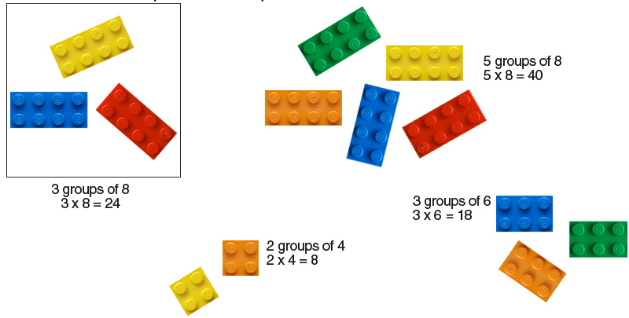 5 groups of 8
5 x 8 = 40
3 groups of 8
3 x 8 = 24
3 groups of 6
3 x 6 = 18
2 groups of 4
2 x 4 = 8